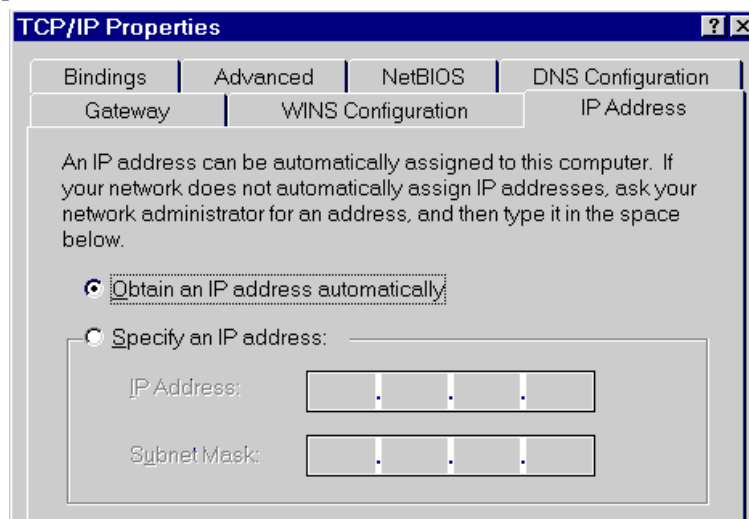 TCP/IP Properties
Bindings Advanced NetBIOS DNS Configuration
Gateway WINS Configuration IP Address
An IP address can be automatically assigned to this computer. If
your network does not automatically assign IP addresses, ask your
network administrator for an address, and then type it in the space
below.
Obtain an IP address automatically
Specify an IP address:
IP Address:
Subnet Mask: